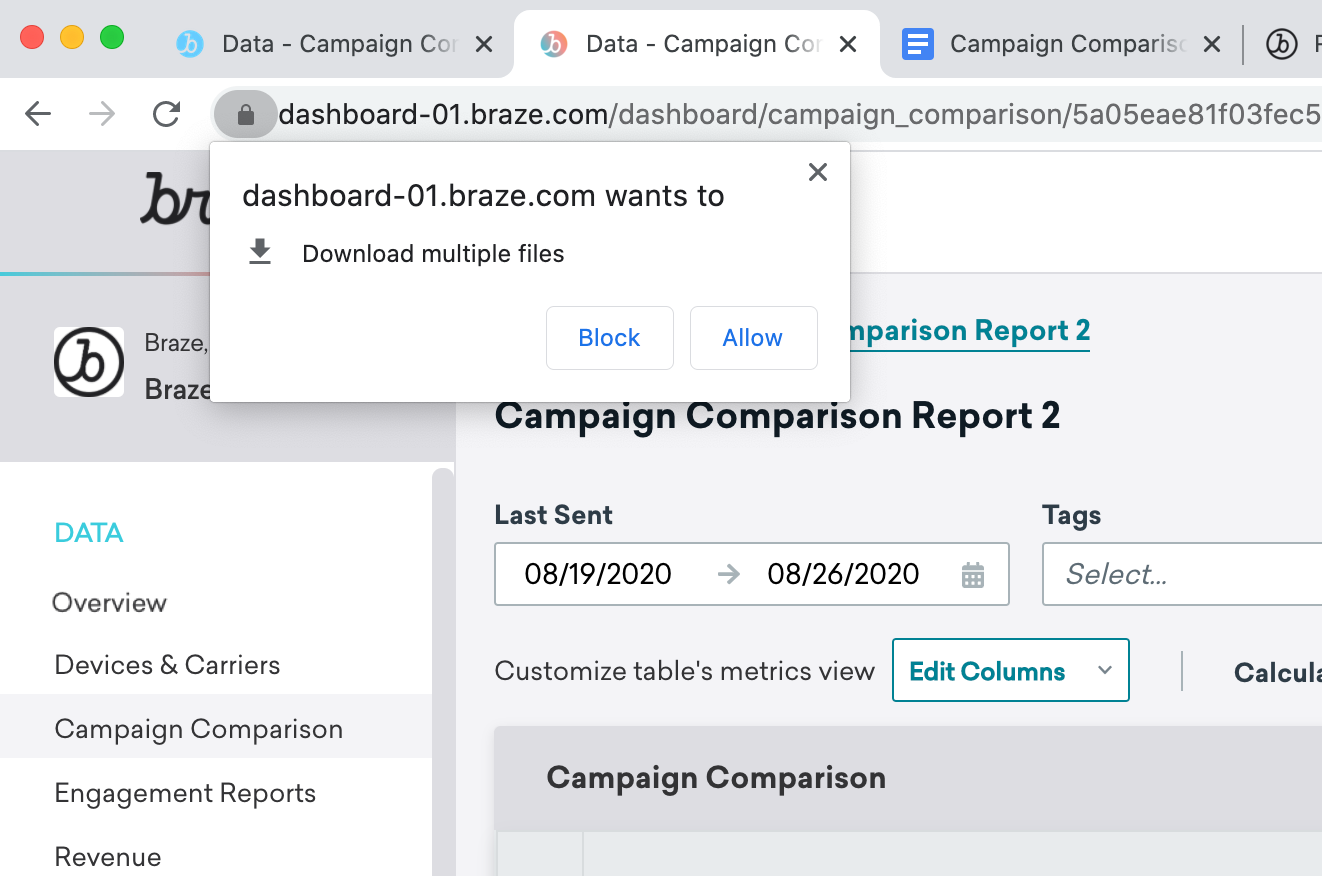 Data - Campaign Cor
Data - Campaign Cor
Campaign Comparisc
dashboard-01.braze.com/dashboard/campaign_comparison/5a05eae81f03fec5
br
dashboard-01.braze.com wants to
Download multiple files
Block
Allow
mparison Report 2
Braze,
Braze
Campaign Comparison Report 2
DATA
Overview
Devices & Carriers
Campaign Comparison
Engagement Reports
Revenue
Last Sent
Tags
08/19/2020 → 08/26/2020
Select...
Customize table's metrics view
Edit Columns
Calcula
Campaign Comparison